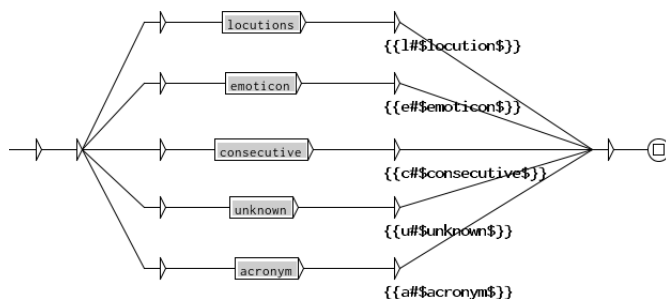 locutions
{{l#$locution$}}
emoticon
{{e#$emoticon$}}
consecutive
{{c#$consecutive$}}
unknown
{{u#$unknown$}}
acronym
{{a#$acronym$}}